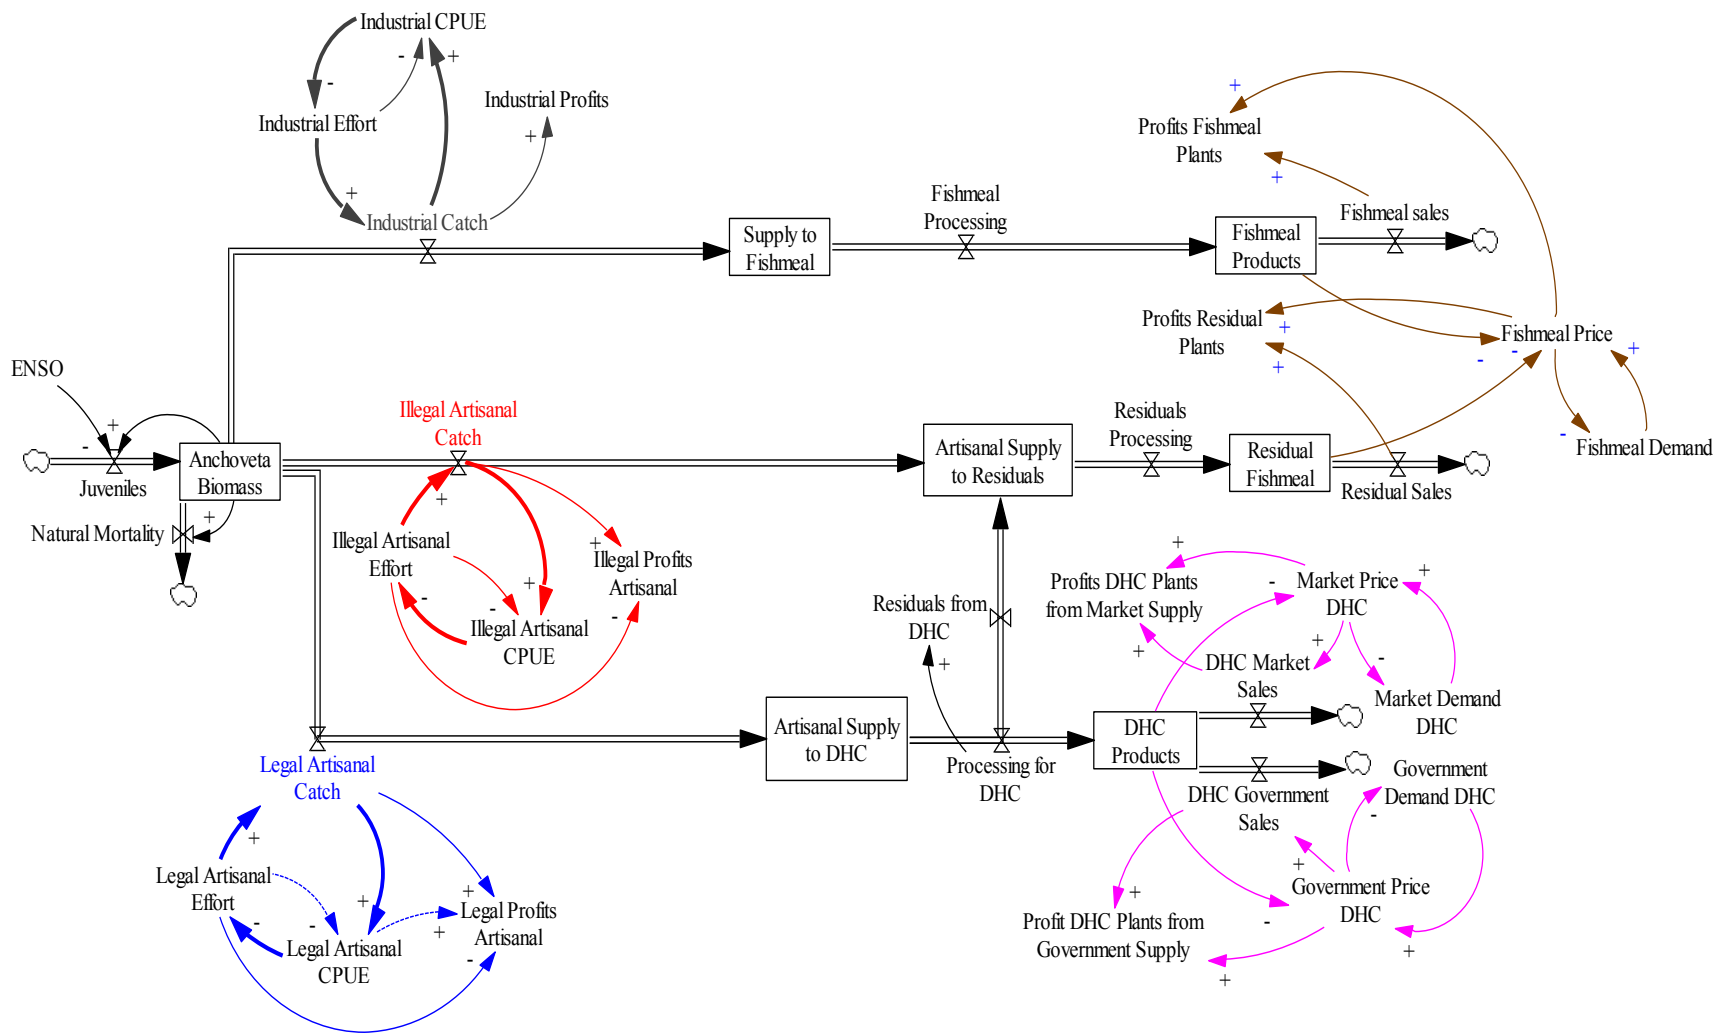 Industrial CPUE
-
-
+
Industrial Effort
Industrial Profits
+
+
Industrial Catch
+
Profits Fishmeal
Plants
+
Fishmeal sales
Fishmeal
Processing
Supply to
Fishmeal
Fishmeal
Products
Profits Residual
Plants
+
+
Fishmeal Price
-
-
+
-
Fishmeal Demand
ENSO
+
-
Juveniles
Anchoveta
Biomass
Natural Mortality
+
Illegal Artisanal
Catch
+
Illegal Artisanal
Effort
+
Illegal Profits
Artisanal
-
-
-
+
Illegal Artisanal
CPUE
Artisanal Supply
to Residuals
Residuals
Processing
Residual
Fishmeal
Residual Sales
Residuals from
DHC
+
Artisanal Supply
to DHC
Processing for
DHC
DHC
Products
+
Profits DHC Plants
from Market Supply
+
-
Market Price
DHC
+
+
-
DHC Market
Sales
Market Demand
DHC
DHC Government
Sales
Government
Demand DHC
-
+
Government Price
DHC
-
+
+
+
Profit DHC Plants from
Government Supply
Legal Artisanal
Catch
+
Legal Artisanal
Effort
-
-
+
Legal Artisanal
CPUE
+
+
Legal Profits
Artisanal
-